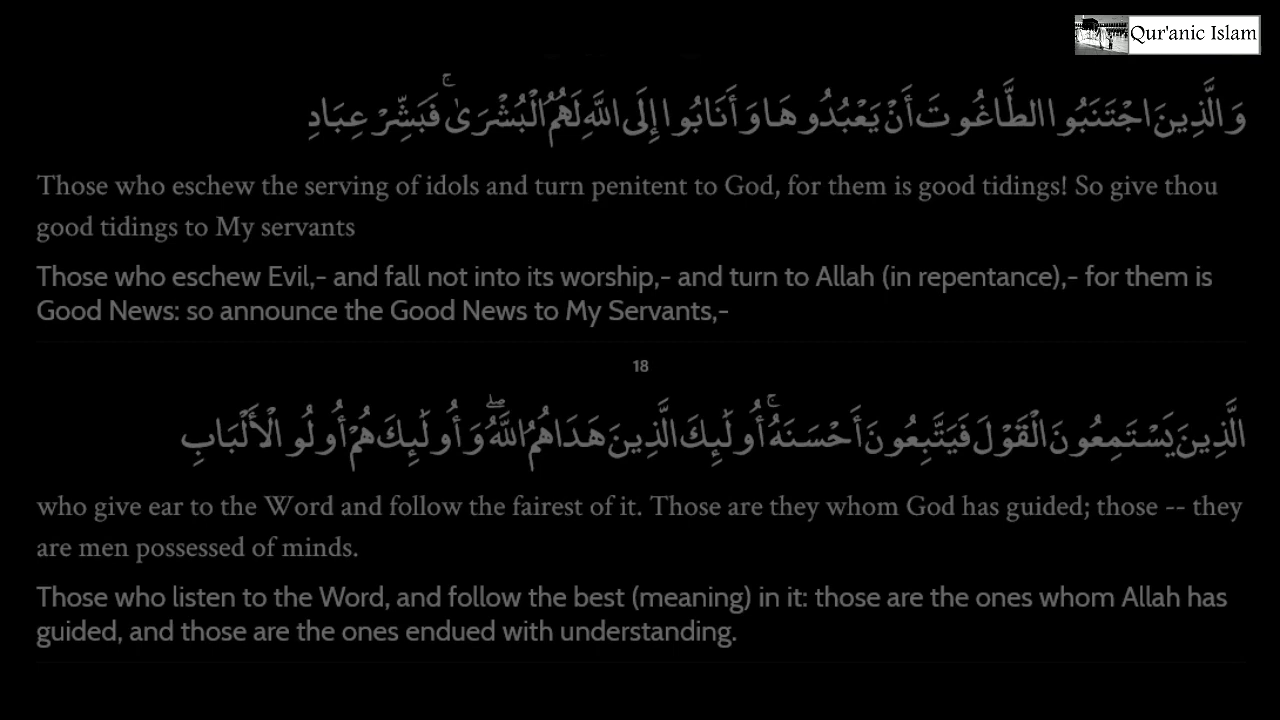 Qur'anic Islam
وَالَّذِينَ اجْتَنَبُوا الطَّاغُوتَ أَنْ يَعْبُدُوهَا وَأَنَابُوا إِلَى اللَّهِ لَهُمُ الْبُشْرَىٰ ۚ فَبَشِّرْ عِبَادِ
Those who eschew the serving of idols and turn penitent to God, for them is good tidings! So give thou
good tidings to My servants
Those who eschew Evil,- and fall not into its worship,- and turn to Allah (in repentance),- for them is
Good News: so announce the Good News to My Servants,-
18
الَّذِينَ يَسْتَمِعُونَ الْقَوْلَ فَيَتَّبِعُونَ أَحْسَنَهُ ۚ أُولَٰئِكَ الَّذِينَ هَدَاهُمُ اللَّهُ ۖ وَأُولَٰئِكَ هُمْ أُولُو الْأَلْبَابِ
who give ear to the Word and follow the fairest of it. Those are they whom God has guided; those -- they
are men possessed of minds.
Those who listen to the Word, and follow the best (meaning) in it: those are the ones whom Allah has
guided, and those are the ones endued with understanding.